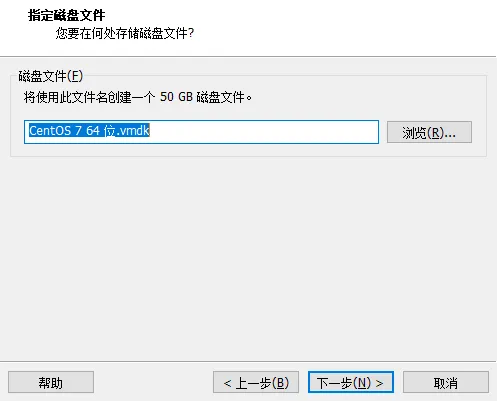 指定磁盘文件
您要在何处存储磁盘文件?
磁盘文件(F)
将使用此文件名创建一个 50 GB 磁盘文件。
CentOS 7 64 位.vmdk
浏览(R)...
帮助
< 上一步(B)
下一步(N) >
取消